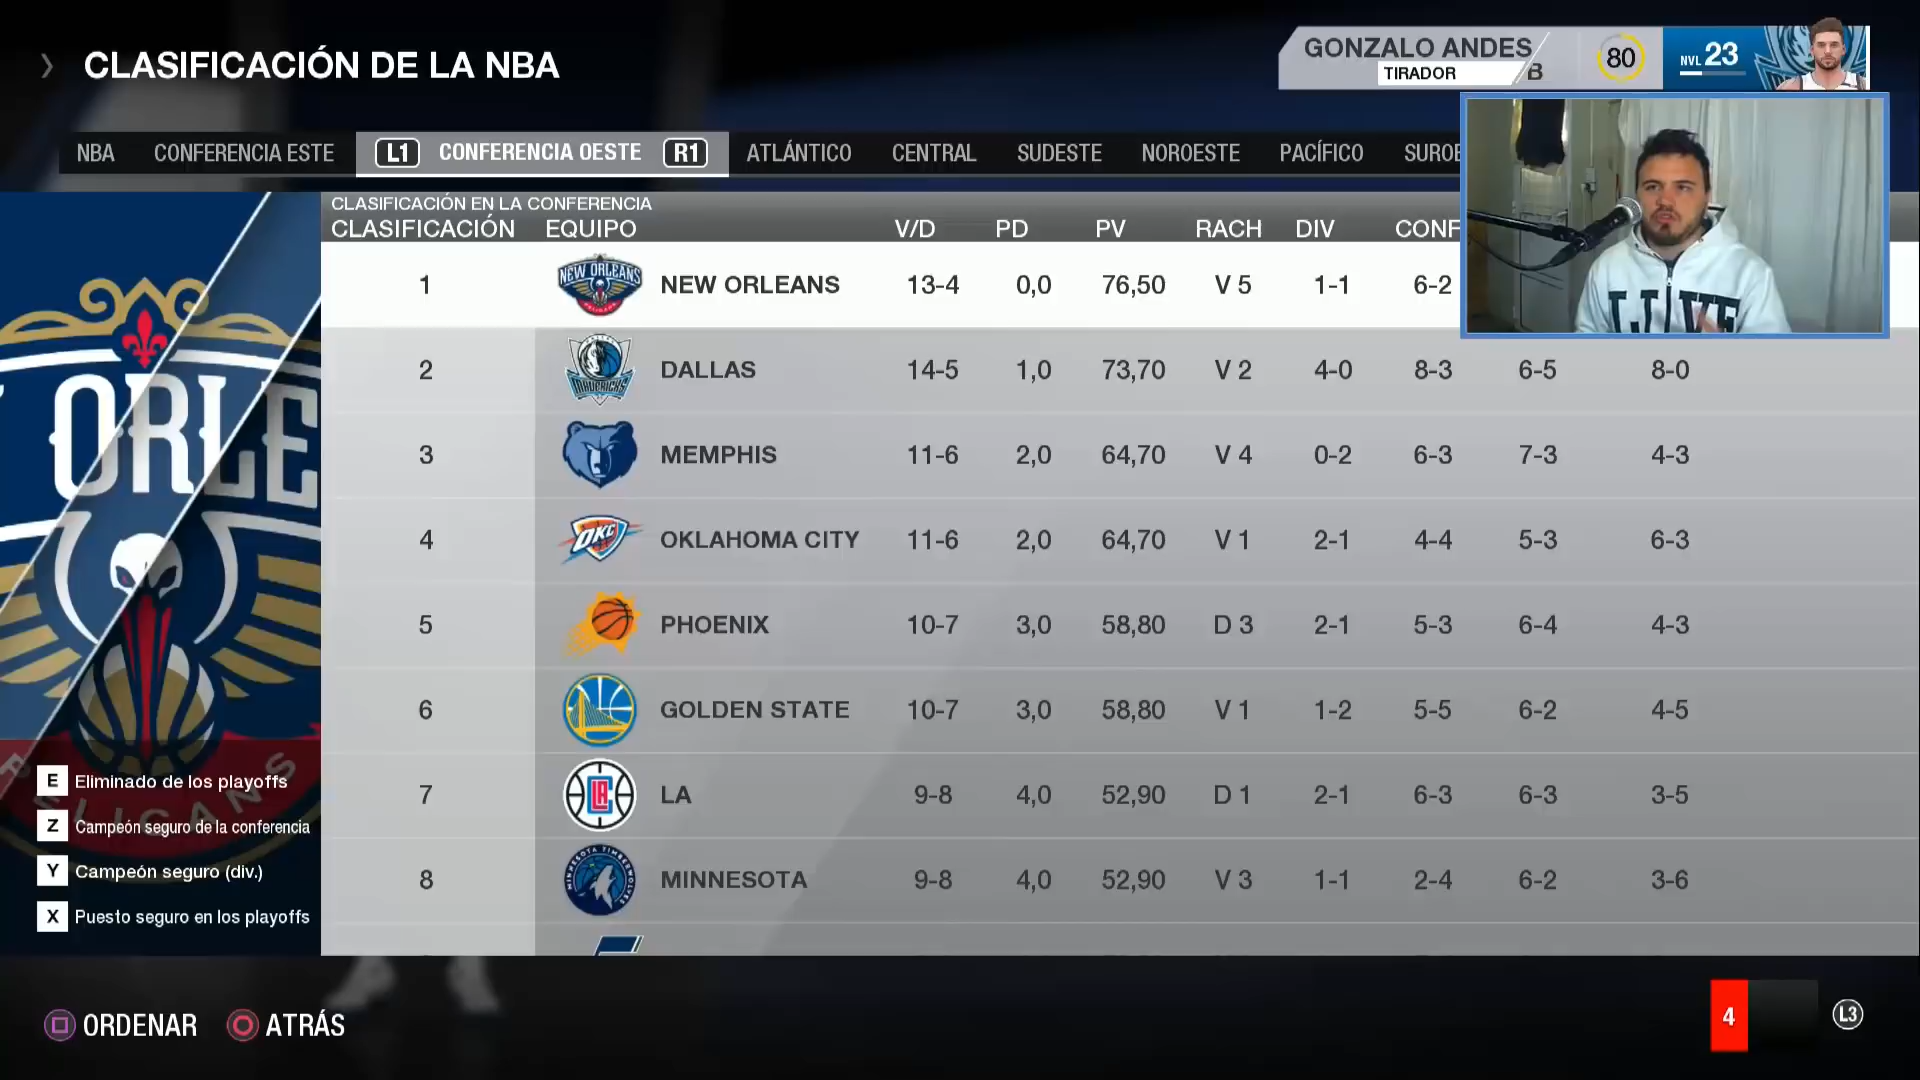 CLASIFICACIÓN DE LA NBA
GONZALO ANDES
TIRADOR
B
80
NVL 23
NBA CONFERENCIA ESTE L1 CONFERENCIA OESTE R1 ATLÁNTICO CENTRAL SUDESTE NOROESTE PACÍFICO
CLASIFICACIÓN EN LA CONFERENCIA
CLASIFICACIÓN EQUIPO V/D PD PV RACH DIV CONF
1 NEW ORLEANS NEW ORLEANS 13-4 0,0 76,50 V 5 1-1 6-2
2 MAVERICKS DALLAS 14-5 1,0 73,70 V 2 4-0 8-3 6-5 8-0
3 MEMPHIS 11-6 2,0 64,70 V 4 0-2 6-3 7-3 4-3
4 OKC OKLAHOMA CITY 11-6 2,0 64,70 V 1 2-1 4-4 5-3 6-3
5 PHOENIX 10-7 3,0 58,80 D 3 2-1 5-3 6-4 4-3
6 GOLDEN STATE 10-7 3,0 58,80 V 1 1-2 5-5 6-2 4-5
7 LA 9-8 4,0 52,90 D 1 2-1 6-3 6-3 3-5
8 MINNESOTA TIMBERWOLVES MINNESOTA 9-8 4,0 52,90 V 3 1-1 2-4 6-2 3-6
ORLE
E Eliminado de los playoffs
Z Campeón seguro de la conferencia
Y Campeón seguro (div.)
X Puesto seguro en los playoffs
ORDENAR ATRÁS
4 L3